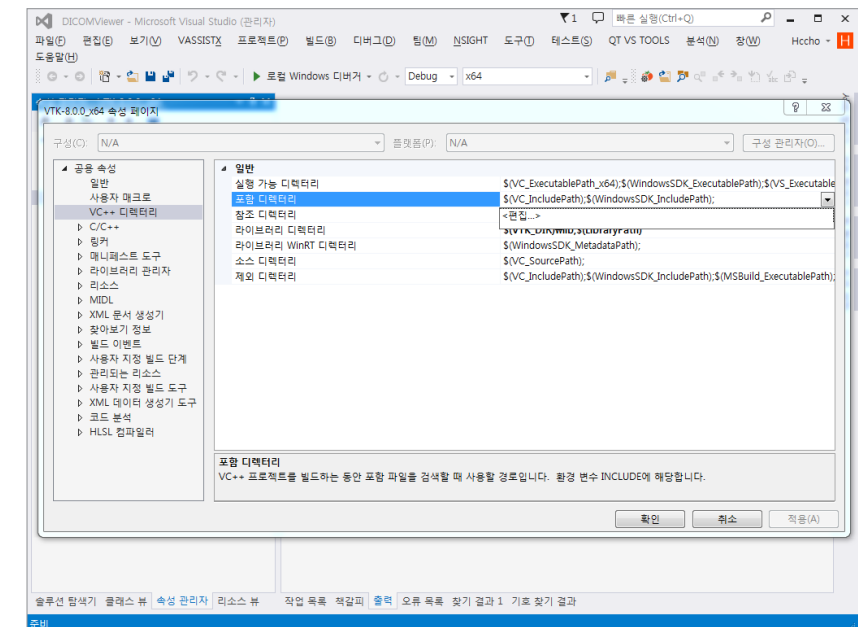 DICOMViewer - Microsoft Visual Studio (관리자)
1 빠른 실행(Ctrl+Q)
파일(F) 편집(E) 보기(V) VASSISTX 프로젝트(P) 빌드(B) 디버그(D) 팀(M) NSIGHT 도구(T) 테스트(S) QT VS TOOLS 분석(N) 창(W) Hccho H
도움말(H)
로컬 Windows 디버거 Debug x64
VTK-8.0.0_x64 속성 페이지
구성(C): N/A 플랫폼(P): N/A 구성 관리자(O)...
공용 속성
일반
사용자 매크로
VC++ 디렉터리
C/C++
링커
매니페스트 도구
라이브러리 관리자
리소스
MIDL
XML 문서 생성기
찾아보기 정보
빌드 이벤트
사용자 지정 빌드 단계
관리되는 리소스
사용자 지정 빌드 도구
XML 데이터 생성기 도구
코드 분석
HLSL 컴파일러
일반
실행 가능 디렉터리 $(VC_ExecutablePath_x64);$(WindowsSDK_ExecutablePath);$(VS_Executable
포함 디렉터리 $(VC_IncludePath);$(WindowsSDK_IncludePath);
참조 디렉터리 <편집...>
라이브러리 디렉터리 $(VTK_DIR)\lib;$(LibraryPath)
라이브러리 WinRT 디렉터리 $(WindowsSDK_MetadataPath);
소스 디렉터리 $(VC_SourcePath);
제외 디렉터리 $(VC_IncludePath);$(WindowsSDK_IncludePath);$(MSBuild_ExecutablePath);
포함 디렉터리
VC++ 프로젝트를 빌드하는 동안 포함 파일을 검색할 때 사용할 경로입니다. 환경 변수 INCLUDE에 해당합니다.
확인 취소 적용(A)
솔루션 탐색기 클래스 뷰 속성 관리자 리소스 뷰 작업 목록 책갈피 출력 오류 목록 찾기 결과 1 기호 찾기 결과
준비